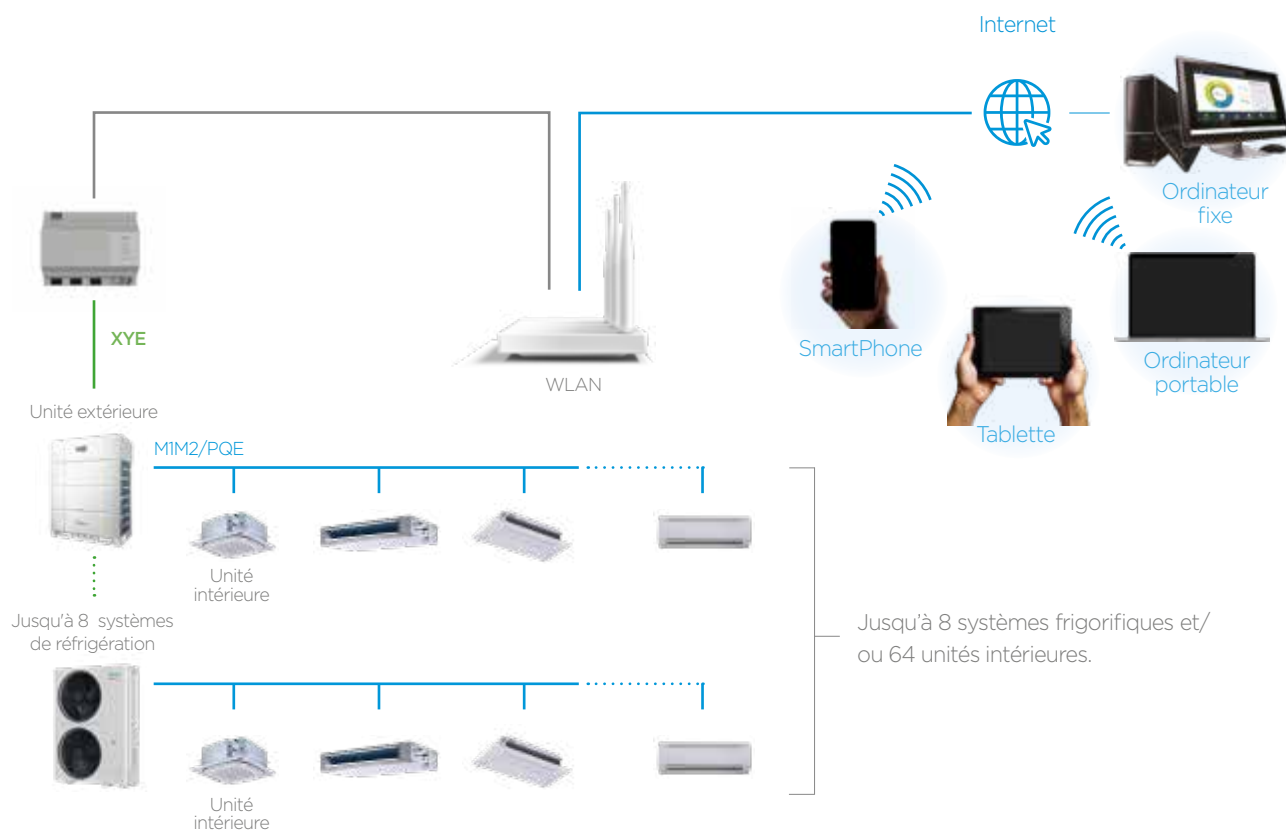 Internet
Ordinateur
fixe
XYE
SmartPhone
Ordinateur
portable
WLAN
Tablette
Unité extérieure
M1M2/PQE
Unité
intérieure
Jusqu'à 8 systèmes
de réfrigération
Jusqu'à 8 systèmes frigorifiques et/
ou 64 unités intérieures.
Unité
intérieure